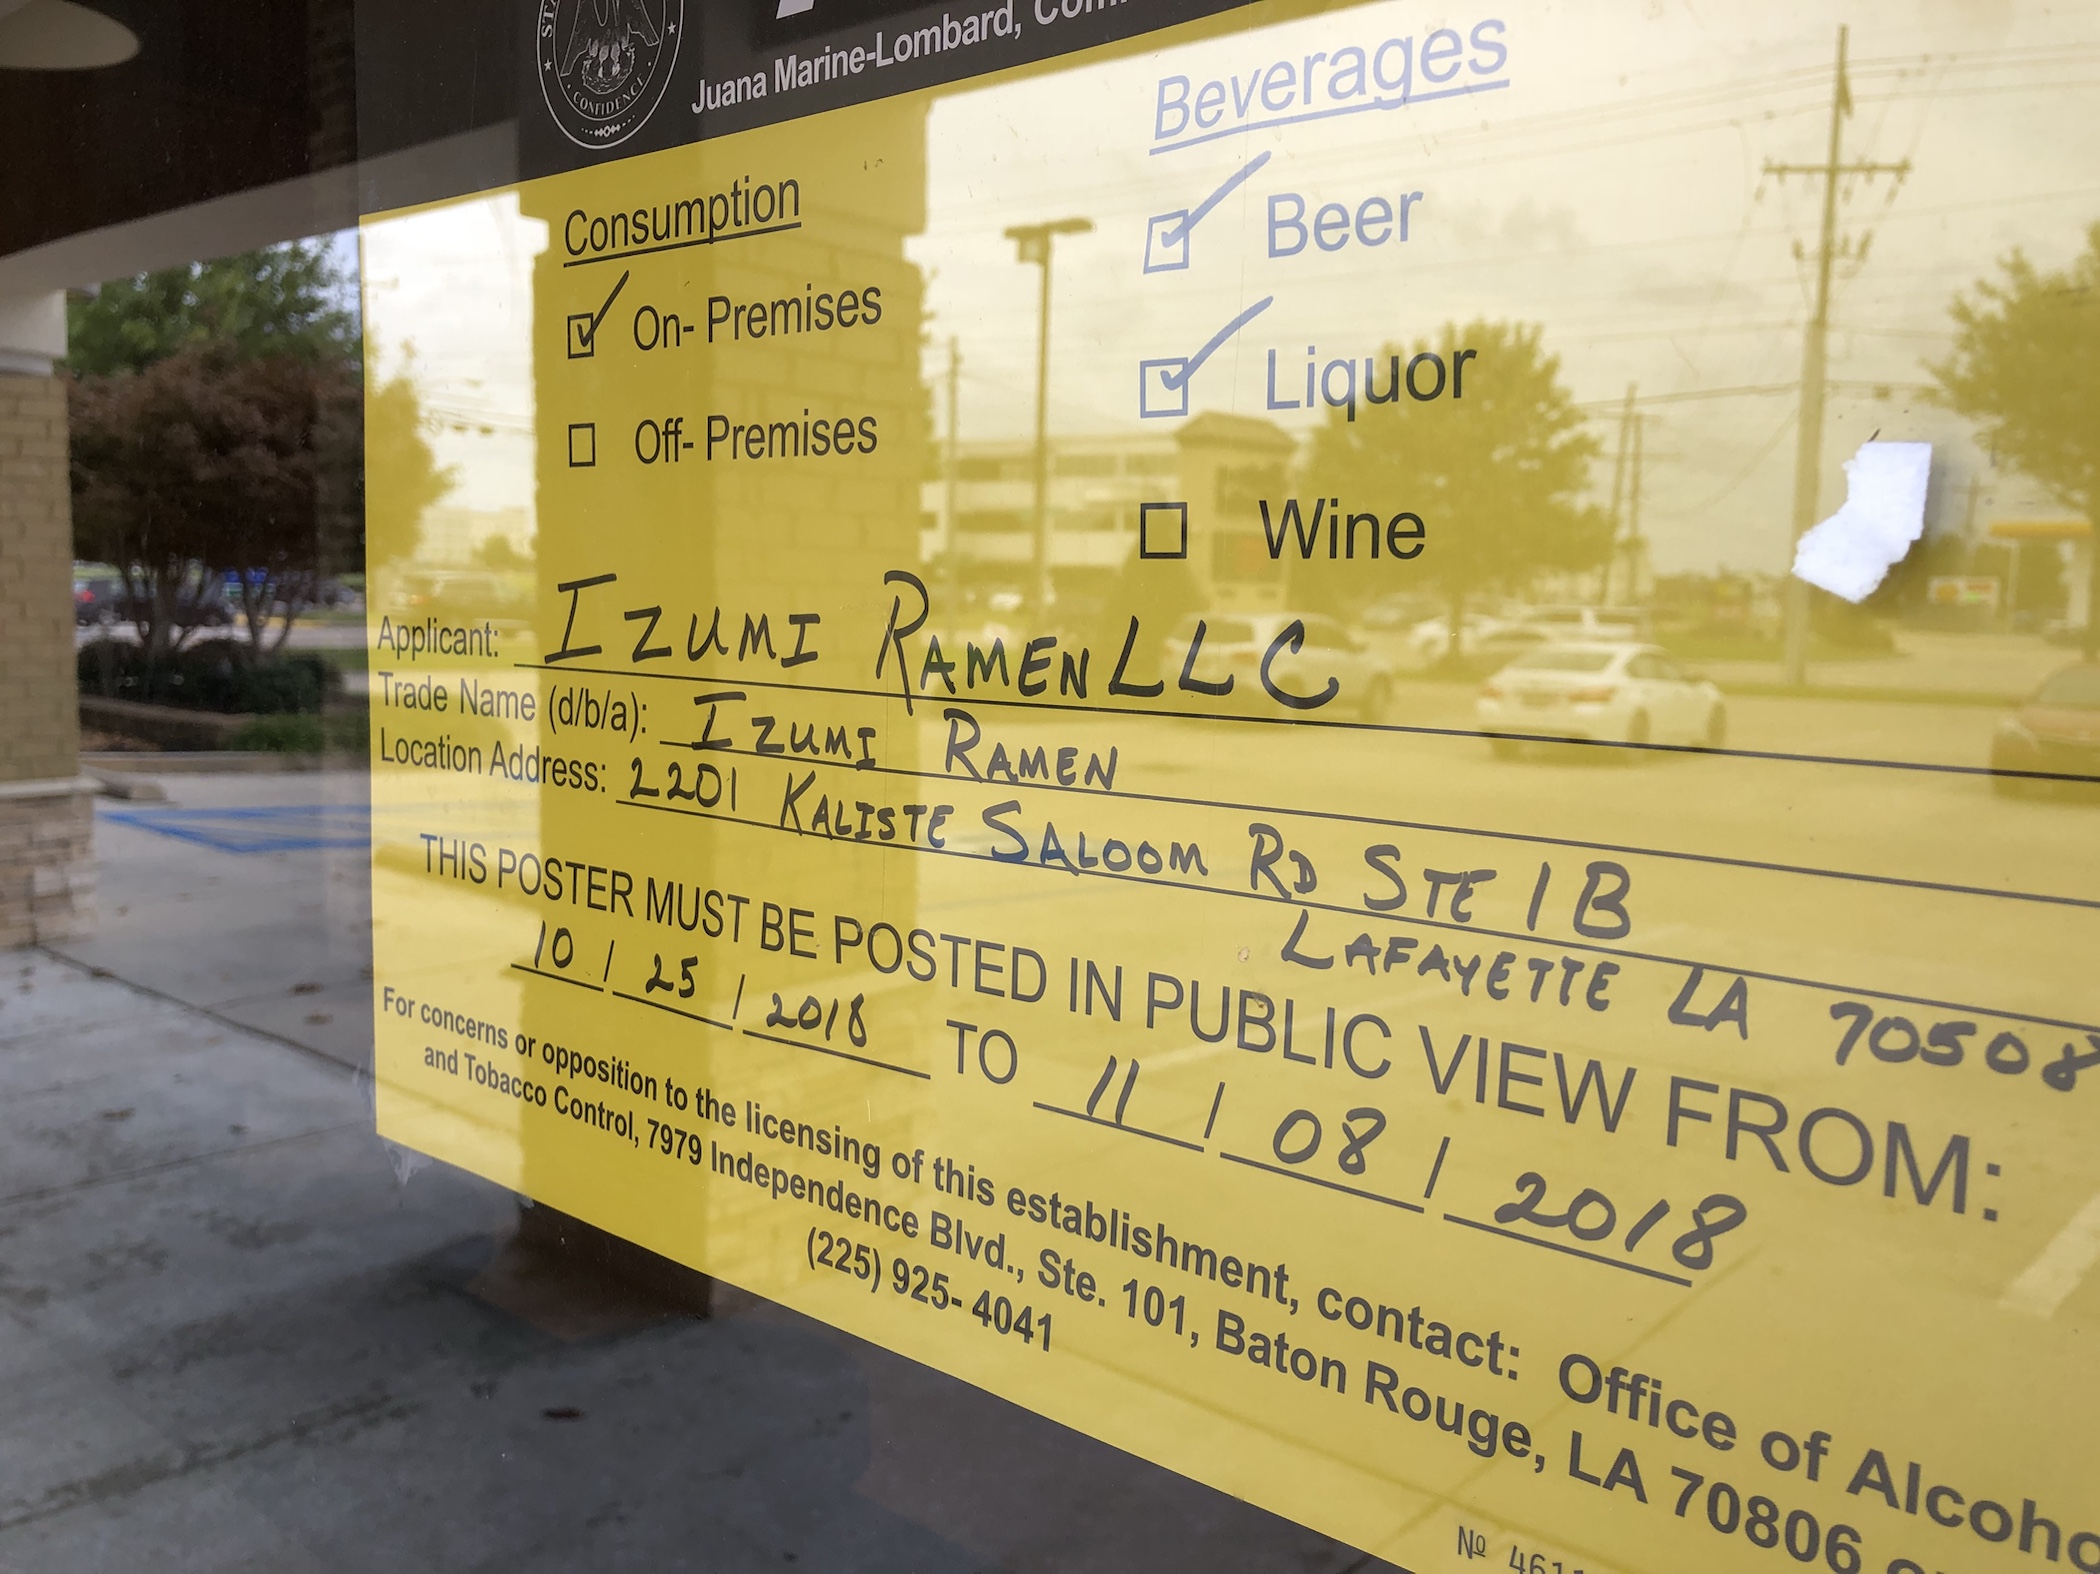 CONFIDENCE
Juana Marine-Lombard,
Consumption
On- Premises
Off- Premises
Beverages
Beer
Liquor
Wine
Applicant: IZUMI RAMEN LLC
Trade Name (d/b/a): IZUMI RAMEN
Location Address: 2201 KALISTE SALOOM RD STE 1B
LAFAYETTE LA 70508
THIS POSTER MUST BE POSTED IN PUBLIC VIEW FROM:
10 / 25 / 2018 TO 11 / 08 / 2018
For concerns or opposition to the licensing of this establishment, contact: Office of
and Tobacco Control, 7979 Independence Blvd., Ste. 101, Baton Rouge, LA 70806
(225) 925- 4041
Nº